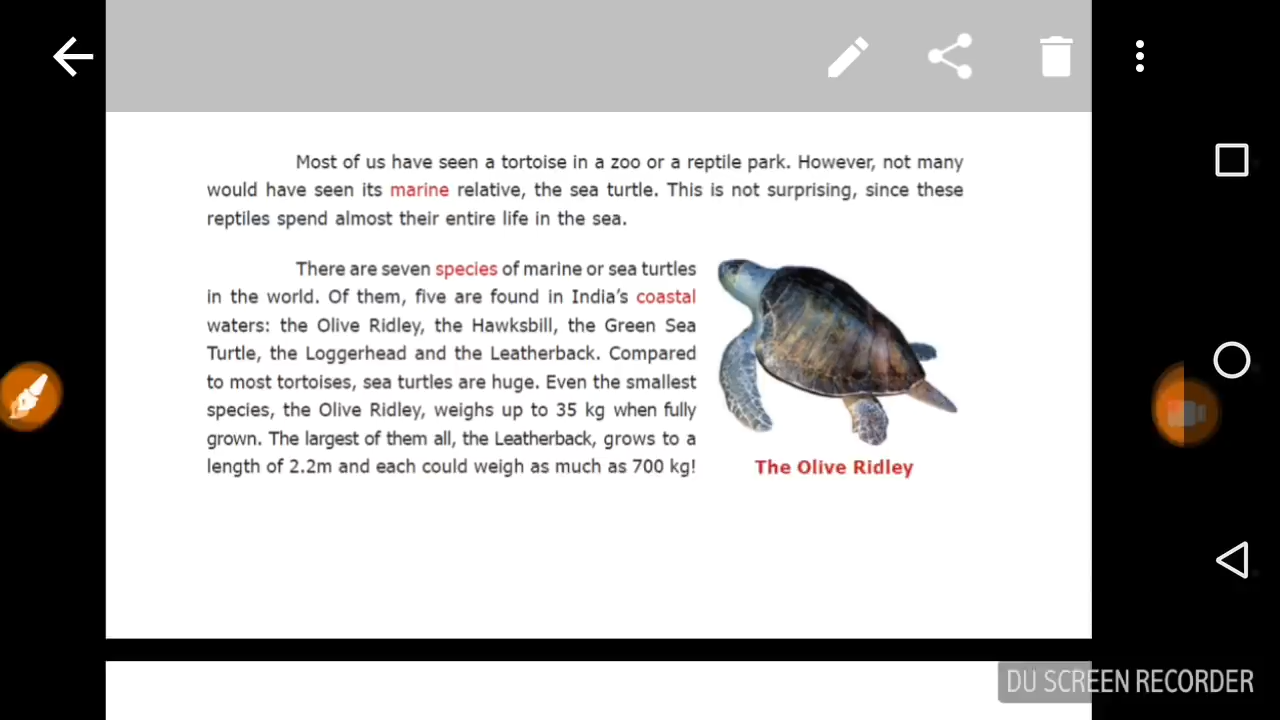 Most of us have seen a tortoise in a zoo or a reptile park. However, not many
would have seen its marine relative, the sea turtle. This is not surprising, since these
reptiles spend almost their entire life in the sea.
There are seven species of marine or sea turtles
in the world. Of them, five are found in India's coastal
waters: the Olive Ridley, the Hawksbill, the Green Sea
Turtle, the Loggerhead and the Leatherback. Compared
to most tortoises, sea turtles are huge. Even the smallest
species, the Olive Ridley, weighs up to 35 kg when fully
grown. The largest of them all, the Leatherback, grows to a
length of 2.2m and each could weigh as much as 700 kg!
The Olive Ridley
DU SCREEN RECORDER